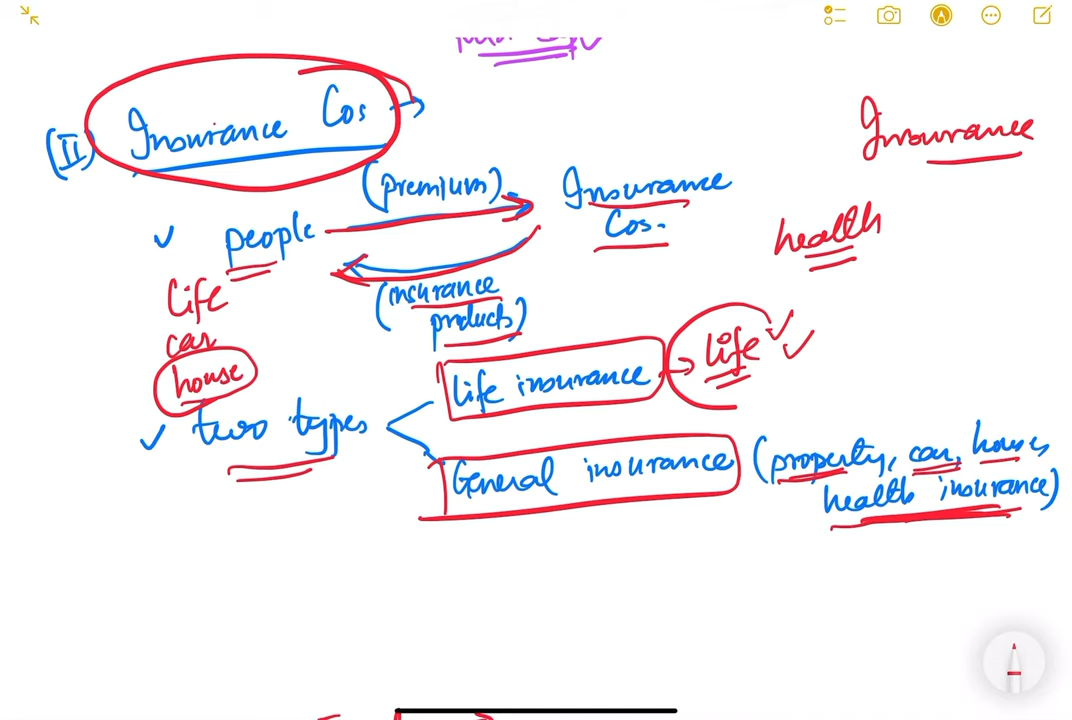 (II) Insurance Cos →
Insurance
(premium)
people
Insurance
Cos.
health
(insurance
products)
life
car
house
two types
Life insurance → life
General insurance (property, car, house,
health insurance)